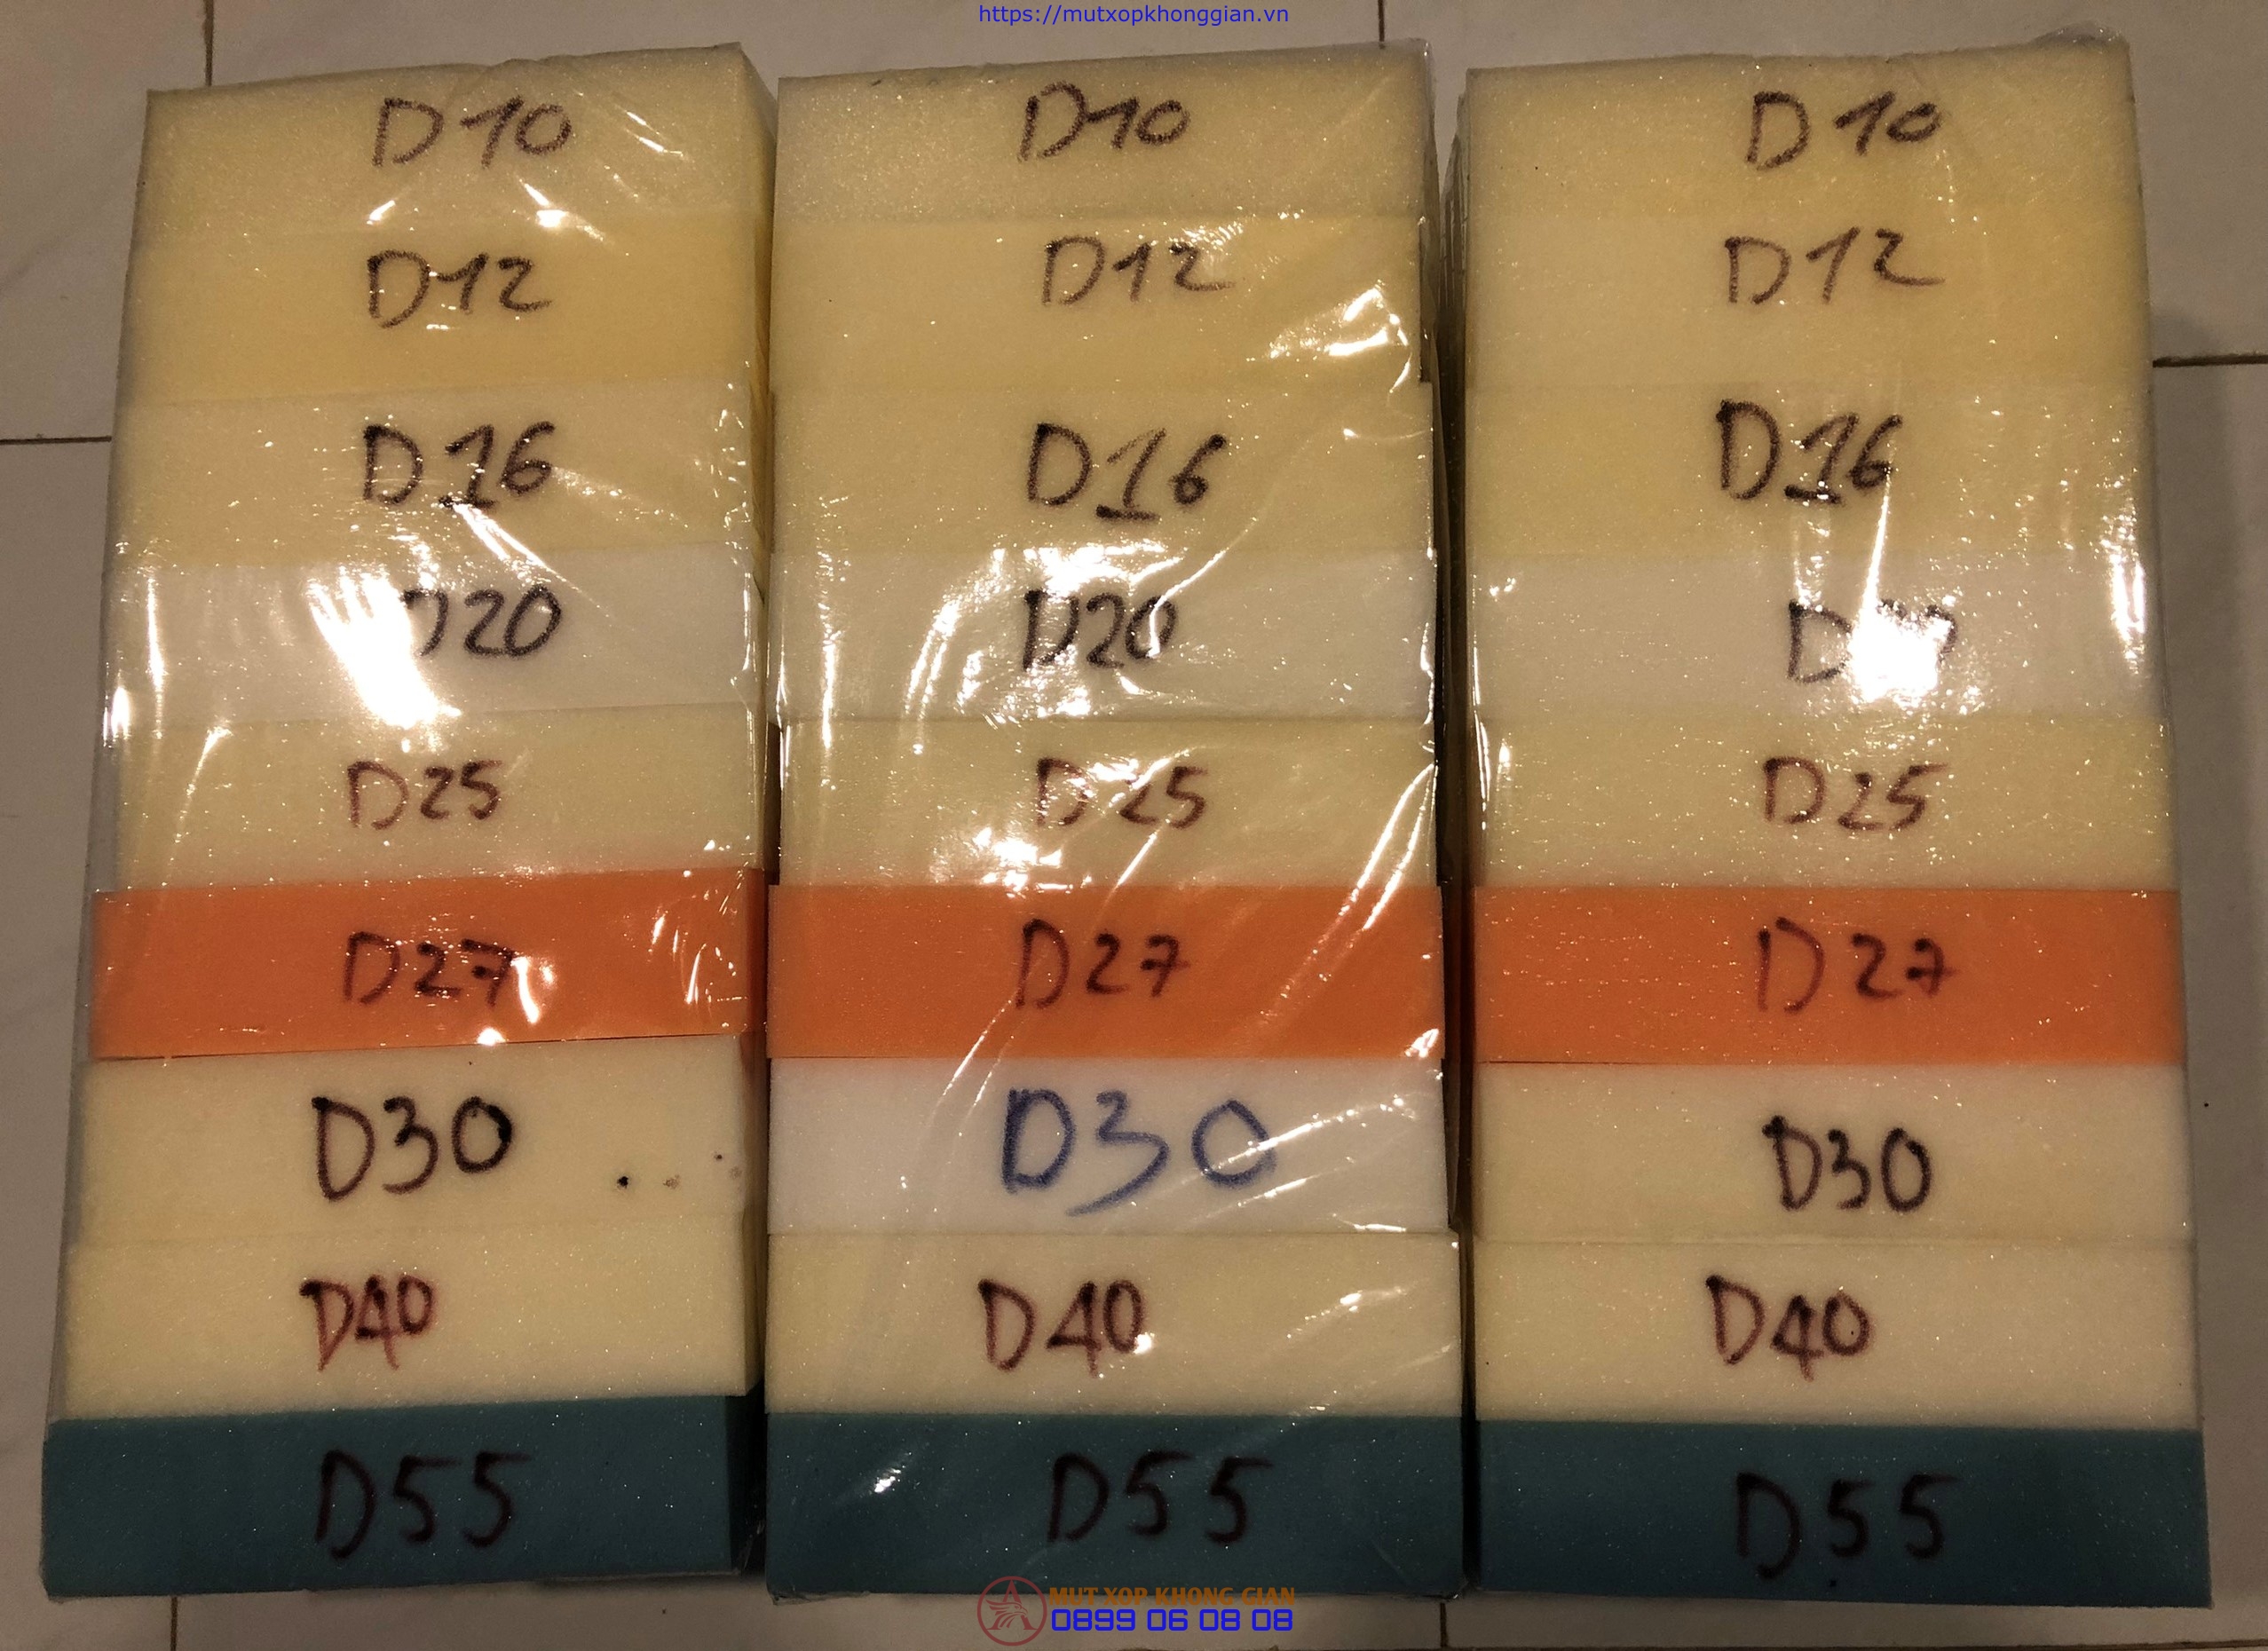 https://mutxopkhonggian.vn
D10 D10 D10
D12 D12 D12
D16 D16 D16
D20 D20
D25 D25 D25
D27 D27 D27
D30 D30 D30
D40 D40 D40
D55 D55 D55
MUT XOP KHONG GIAN
0899 06 08 08